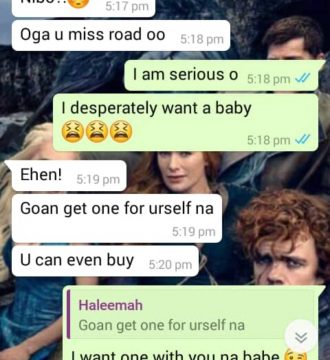 5:17 pm
Oga u miss road oo 5:18 pm
I am serious o 5:18 pm
I desperately want a baby
😫😫😫
5:18 pm
Ehen! 5:19 pm
Goan get one for urself na
5:19 pm
U can even buy 5:20 pm
Haleemah
Goan get one for urself na
I want one with you na babe 😘